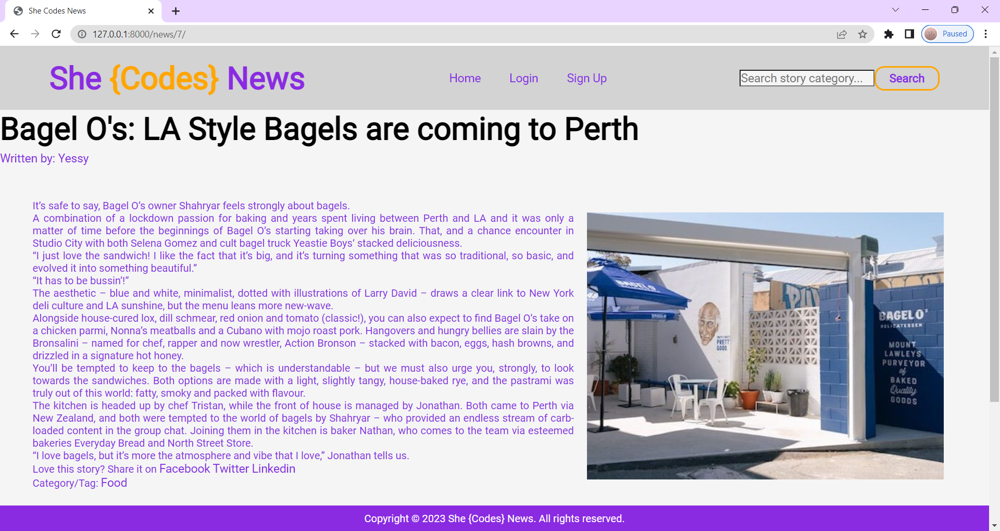 She Codes News
127.0.0.1:8000/news/7/
Paused
She {Codes} News
Home
Login
Sign Up
Search story category...
Search
Bagel O's: LA Style Bagels are coming to Perth
Written by: Yessy
It’s safe to say, Bagel O’s owner Shahryar feels strongly about bagels.
A combination of a lockdown passion for baking and years spent living between Perth and LA and it was only a
matter of time before the beginnings of Bagel O’s starting taking over his brain. That, and a chance encounter in
Studio City with both Selena Gomez and cult bagel truck Yeastie Boys‘ stacked deliciousness.
“I just love the sandwich! I like the fact that it’s big, and it’s turning something that was so traditional, so basic, and
evolved it into something beautiful.”
“It has to be bussin’!”
The aesthetic – blue and white, minimalist, dotted with illustrations of Larry David – draws a clear link to New York
deli culture and LA sunshine, but the menu leans more new-wave.
Alongside house-cured lox, dill schmear, red onion and tomato (classic!), you can also expect to find Bagel O’s take on
a chicken parmi, Nonna’s meatballs and a Cubano with mojo roast pork. Hangovers and hungry bellies are slain by the
Bronsalini – named for chef, rapper and now wrestler, Action Bronson – stacked with bacon, eggs, hash browns, and
drizzled in a signature hot honey.
You’ll be tempted to keep to the bagels – which is understandable – but we must also urge you, strongly, to look
towards the sandwiches. Both options are made with a light, slightly tangy, house-baked rye, and the pastrami was
truly out of this world: fatty, smoky and packed with flavour.
The kitchen is headed up by chef Tristan, while the front of house is managed by Jonathan. Both came to Perth via
New Zealand, and both were tempted to the world of bagels by Shahryar – who provided an endless stream of carb-
loaded content in the group chat. Joining them in the kitchen is baker Nathan, who comes to the team via esteemed
bakeries Everyday Bread and North Street Store.
“I love bagels, but it’s more the atmosphere and vibe that I love,” Jonathan tells us.
Love this story? Share it on Facebook Twitter Linkedin
Category/Tag: Food
BAGEL O
BAGELO
PRETTY
GOOD.
BAGEL O's
DELICATESSEN
MOUNT
LAWLEY'S
PURVEYOR
of
BAKED
Quality
GOODS
Copyright © 2023 She {Codes} News. All rights reserved.